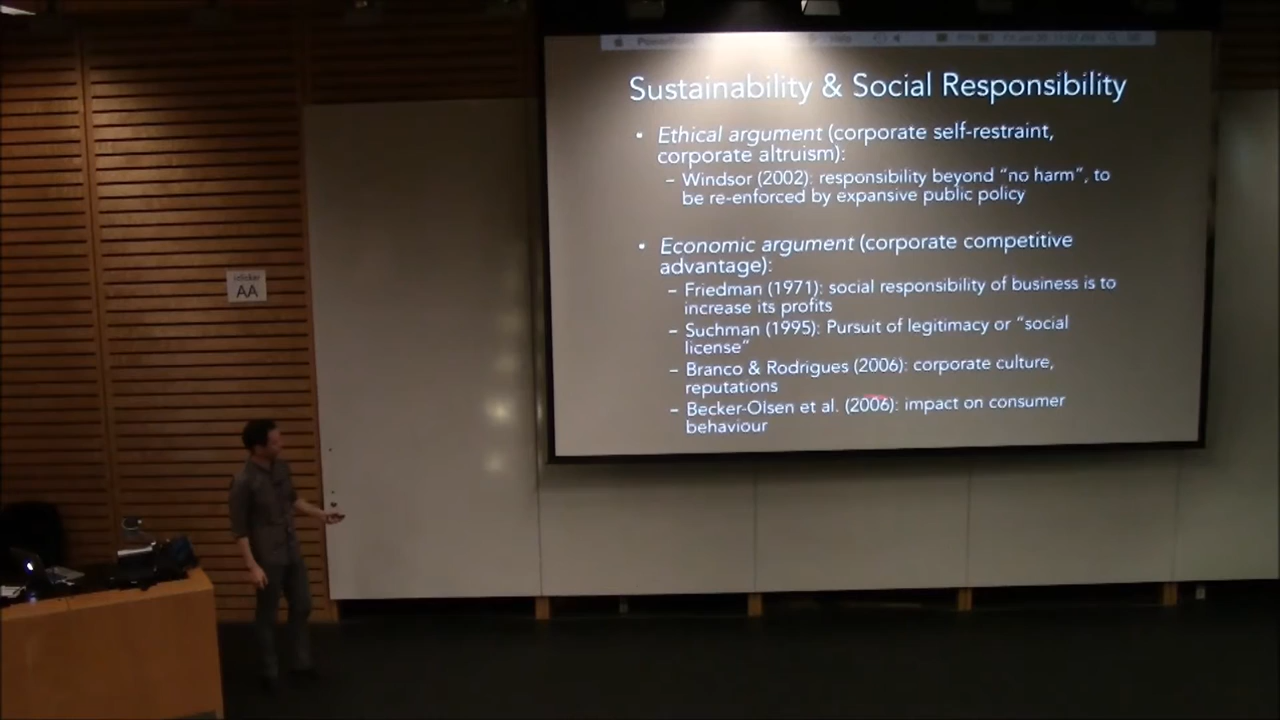 Sustainability & Social Responsibility
• Ethical argument (corporate self-restraint,
corporate altruism):
– Windsor (2002): responsibility beyond “no harm”, to
be re-enforced by expansive public policy
• Economic argument (corporate competitive
advantage):
– Friedman (1971): social responsibility of business is to
increase its profits
– Suchman (1995): Pursuit of legitimacy or “social
license”
– Branco & Rodrigues (2006): corporate culture,
reputations
– Becker-Olsen et al. (2006): impact on consumer
behaviour
AA